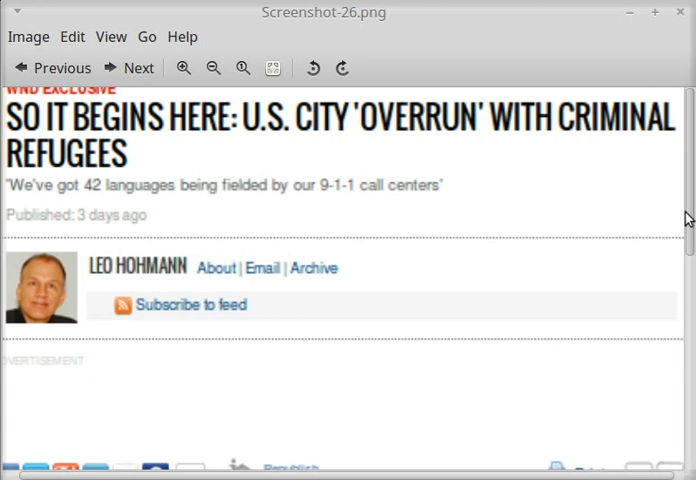 Screenshot-26.png
Image Edit View Go Help
Previous Next
WND EXCLUSIVE
SO IT BEGINS HERE: U.S. CITY 'OVERRUN' WITH CRIMINAL
REFUGEES
"We've got 42 languages being fielded by our 9-1-1 call centers"
Published: 3 days ago
LEO HOHMANN About | Email | Archive
Subscribe to feed
DVERTISEMENT
Republish